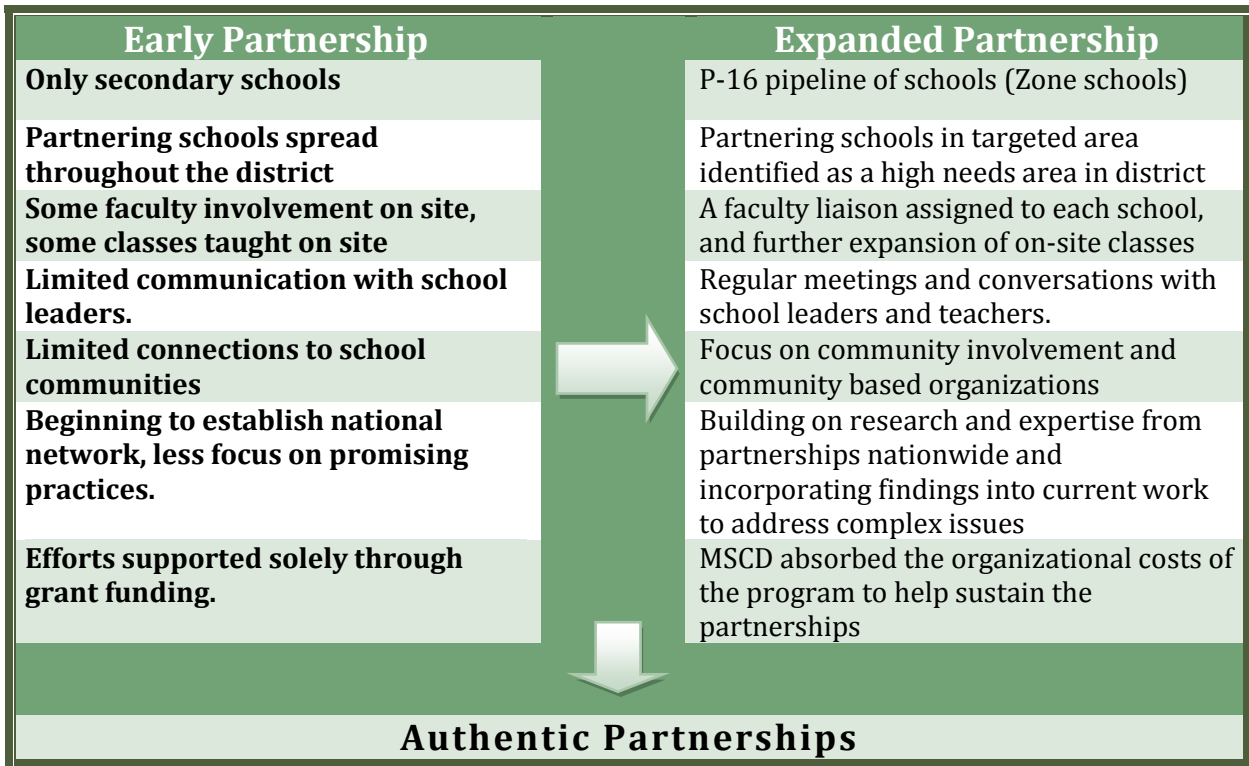 Early Partnership
Expanded Partnership
Only secondary schools
P-16 pipeline of schools (Zone schools)
Partnering schools spread
throughout the district
Partnering schools in targeted area
identified as a high needs area in district
Some faculty involvement on site,
some classes taught on site
A faculty liaison assigned to each school,
and further expansion of on-site classes
Limited communication with school
leaders.
Regular meetings and conversations with
school leaders and teachers.
Limited connections to school
communities
Focus on community involvement and
community based organizations
Beginning to establish national
network, less focus on promising
practices.
Building on research and expertise from
partnerships nationwide and
incorporating findings into current work
to address complex issues
Efforts supported solely through
grant funding.
MSCD absorbed the organizational costs of
the program to help sustain the
partnerships
Authentic Partnerships